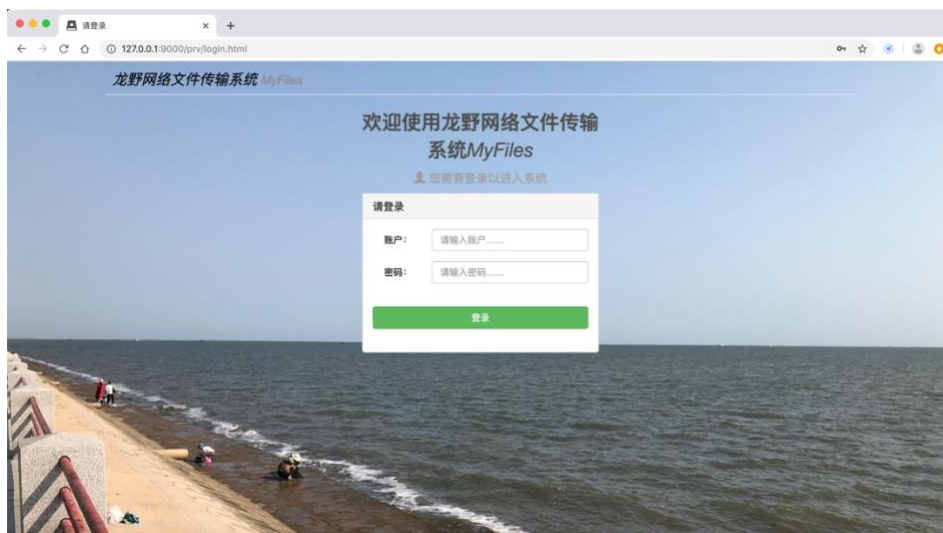 请登录
127.0.0.1:9000/prv/login.html
龙野网络文件传输系统 MyFiles
欢迎使用龙野网络文件传输
系统MyFiles
您需要登录以进入系统
请登录
账户： 请输入账户......
密码： 请输入密码......
登录